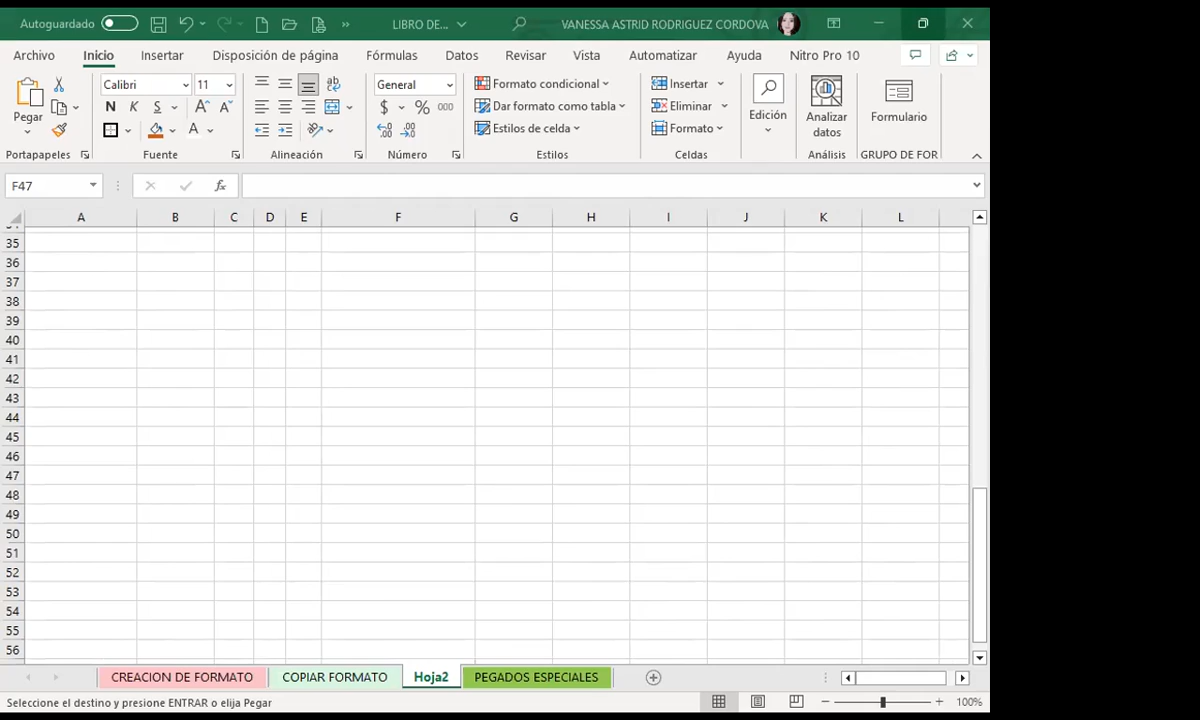 Autoguardado LIBRO DE... VANESSA ASTRID RODRIGUEZ CORDOVA
Archivo Inicio Insertar Disposición de página Fórmulas Datos Revisar Vista Automatizar Ayuda Nitro Pro 10
Calibri 11 General Formato condicional Insertar
Pegar N K S $ % 000 Dar formato como tabla Eliminar Edición Analizar datos Formulario
Estilos de celda Formato
Portapapeles Fuente Alineación Número Estilos Celdas Análisis GRUPO DE FOR
F47 fx
A B C D E F G H I J K L
35
36
37
38
39
40
41
42
43
44
45
46
47
48
49
50
51
52
53
54
55
56
CREACION DE FORMATO COPIAR FORMATO Hoja2 PEGADOS ESPECIALES
Seleccione el destino y presione ENTRAR o elija Pegar 100%